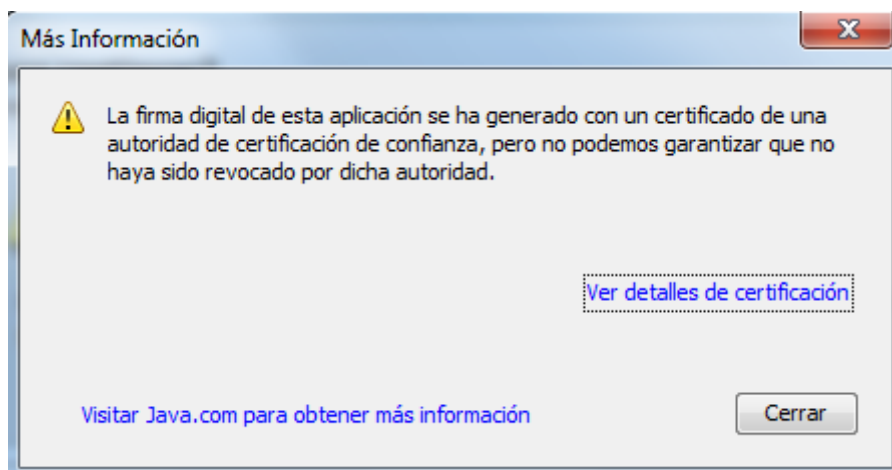 Más Información
La firma digital de esta aplicación se ha generado con un certificado de una
autoridad de certificación de confianza, pero no podemos garantizar que no
haya sido revocado por dicha autoridad.
Ver detalles de certificación
Visitar Java.com para obtener más información
Cerrar